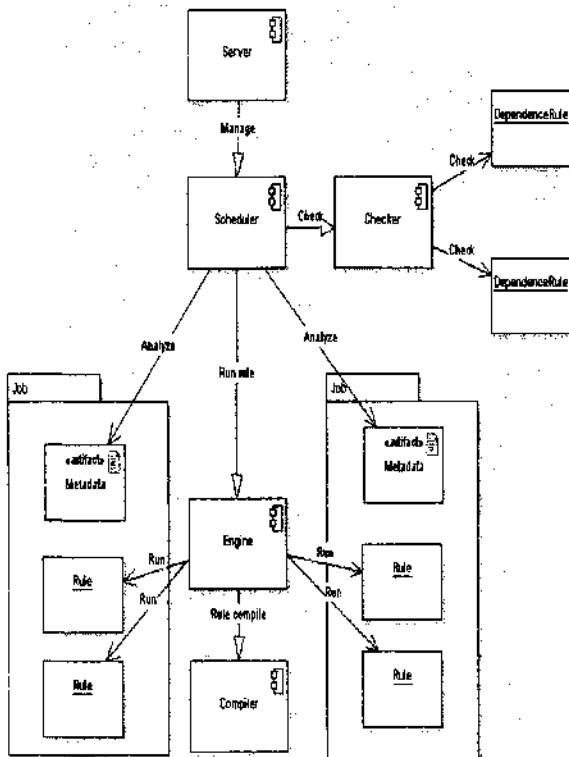 Server
DependenceRule
Manage
Check
Scheduler
Check
Checker
Check
DependenceRule
Analyze
Analyze
Run rule
Job
Job
«artifact»
Metadata
«artifact»
Metadata
Engine
Run
Run
Rule
Rule
Run
Run
Rule compile
Rule
Rule
Compiler